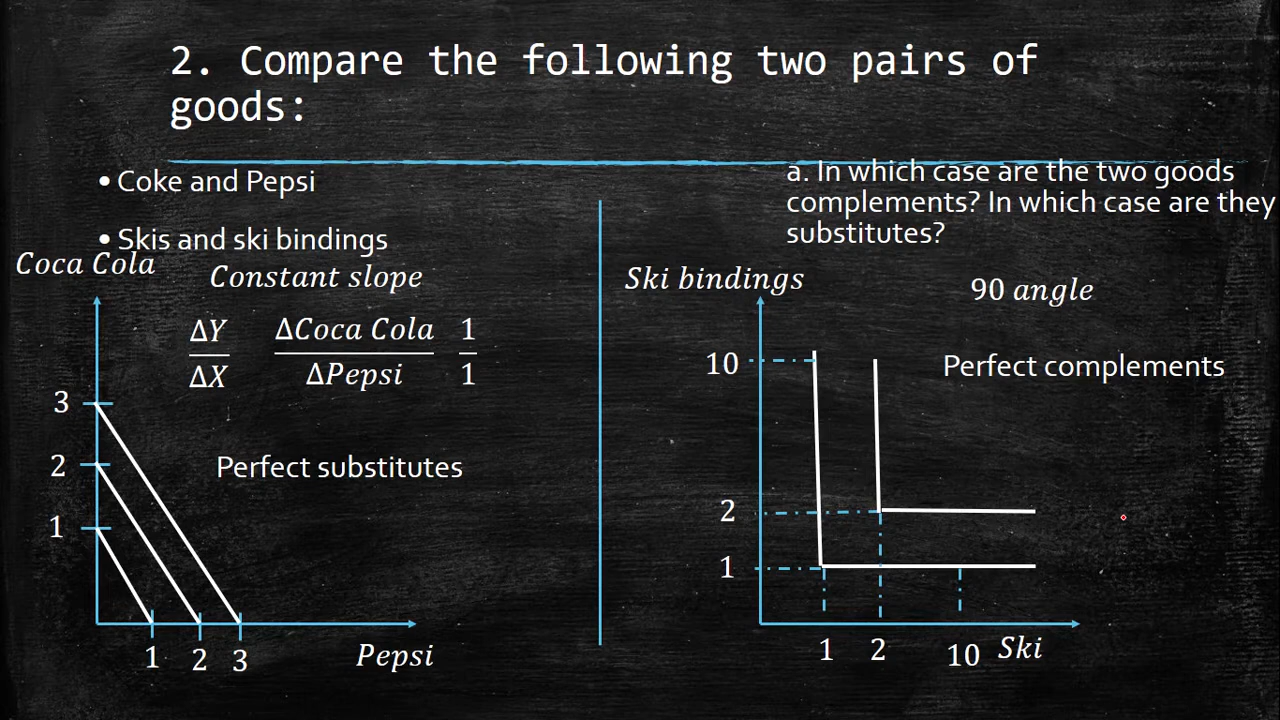 2. Compare the following two pairs of
goods:
• Coke and Pepsi
• Skis and ski bindings
Coca Cola
Constant slope
ΔY ΔCoca Cola 1
ΔX ΔPepsi 1
3
2
1
Perfect substitutes
1 2 3
Pepsi
a. In which case are the two goods
complements? In which case are they
substitutes?
Ski bindings
90 angle
10
Perfect complements
2
1
1 2 10 Ski